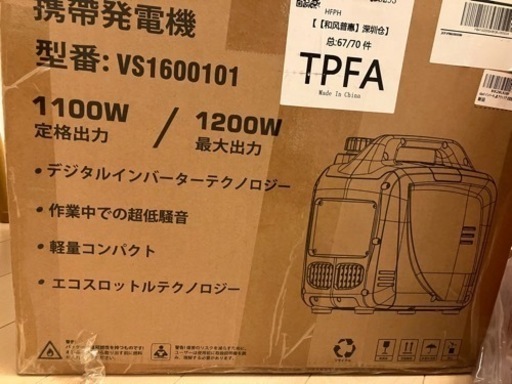 携帯発電機
型番: VS1600101
HFPH
【【和风普惠】深圳仓】
总:67/70 件
TPFA
Made In China
1100W / 1200W
定格出力 最大出力
・デジタルインバーターテクノロジー
・作業中での超低騒音
・軽量コンパクト
・エコスロットルテクノロジー